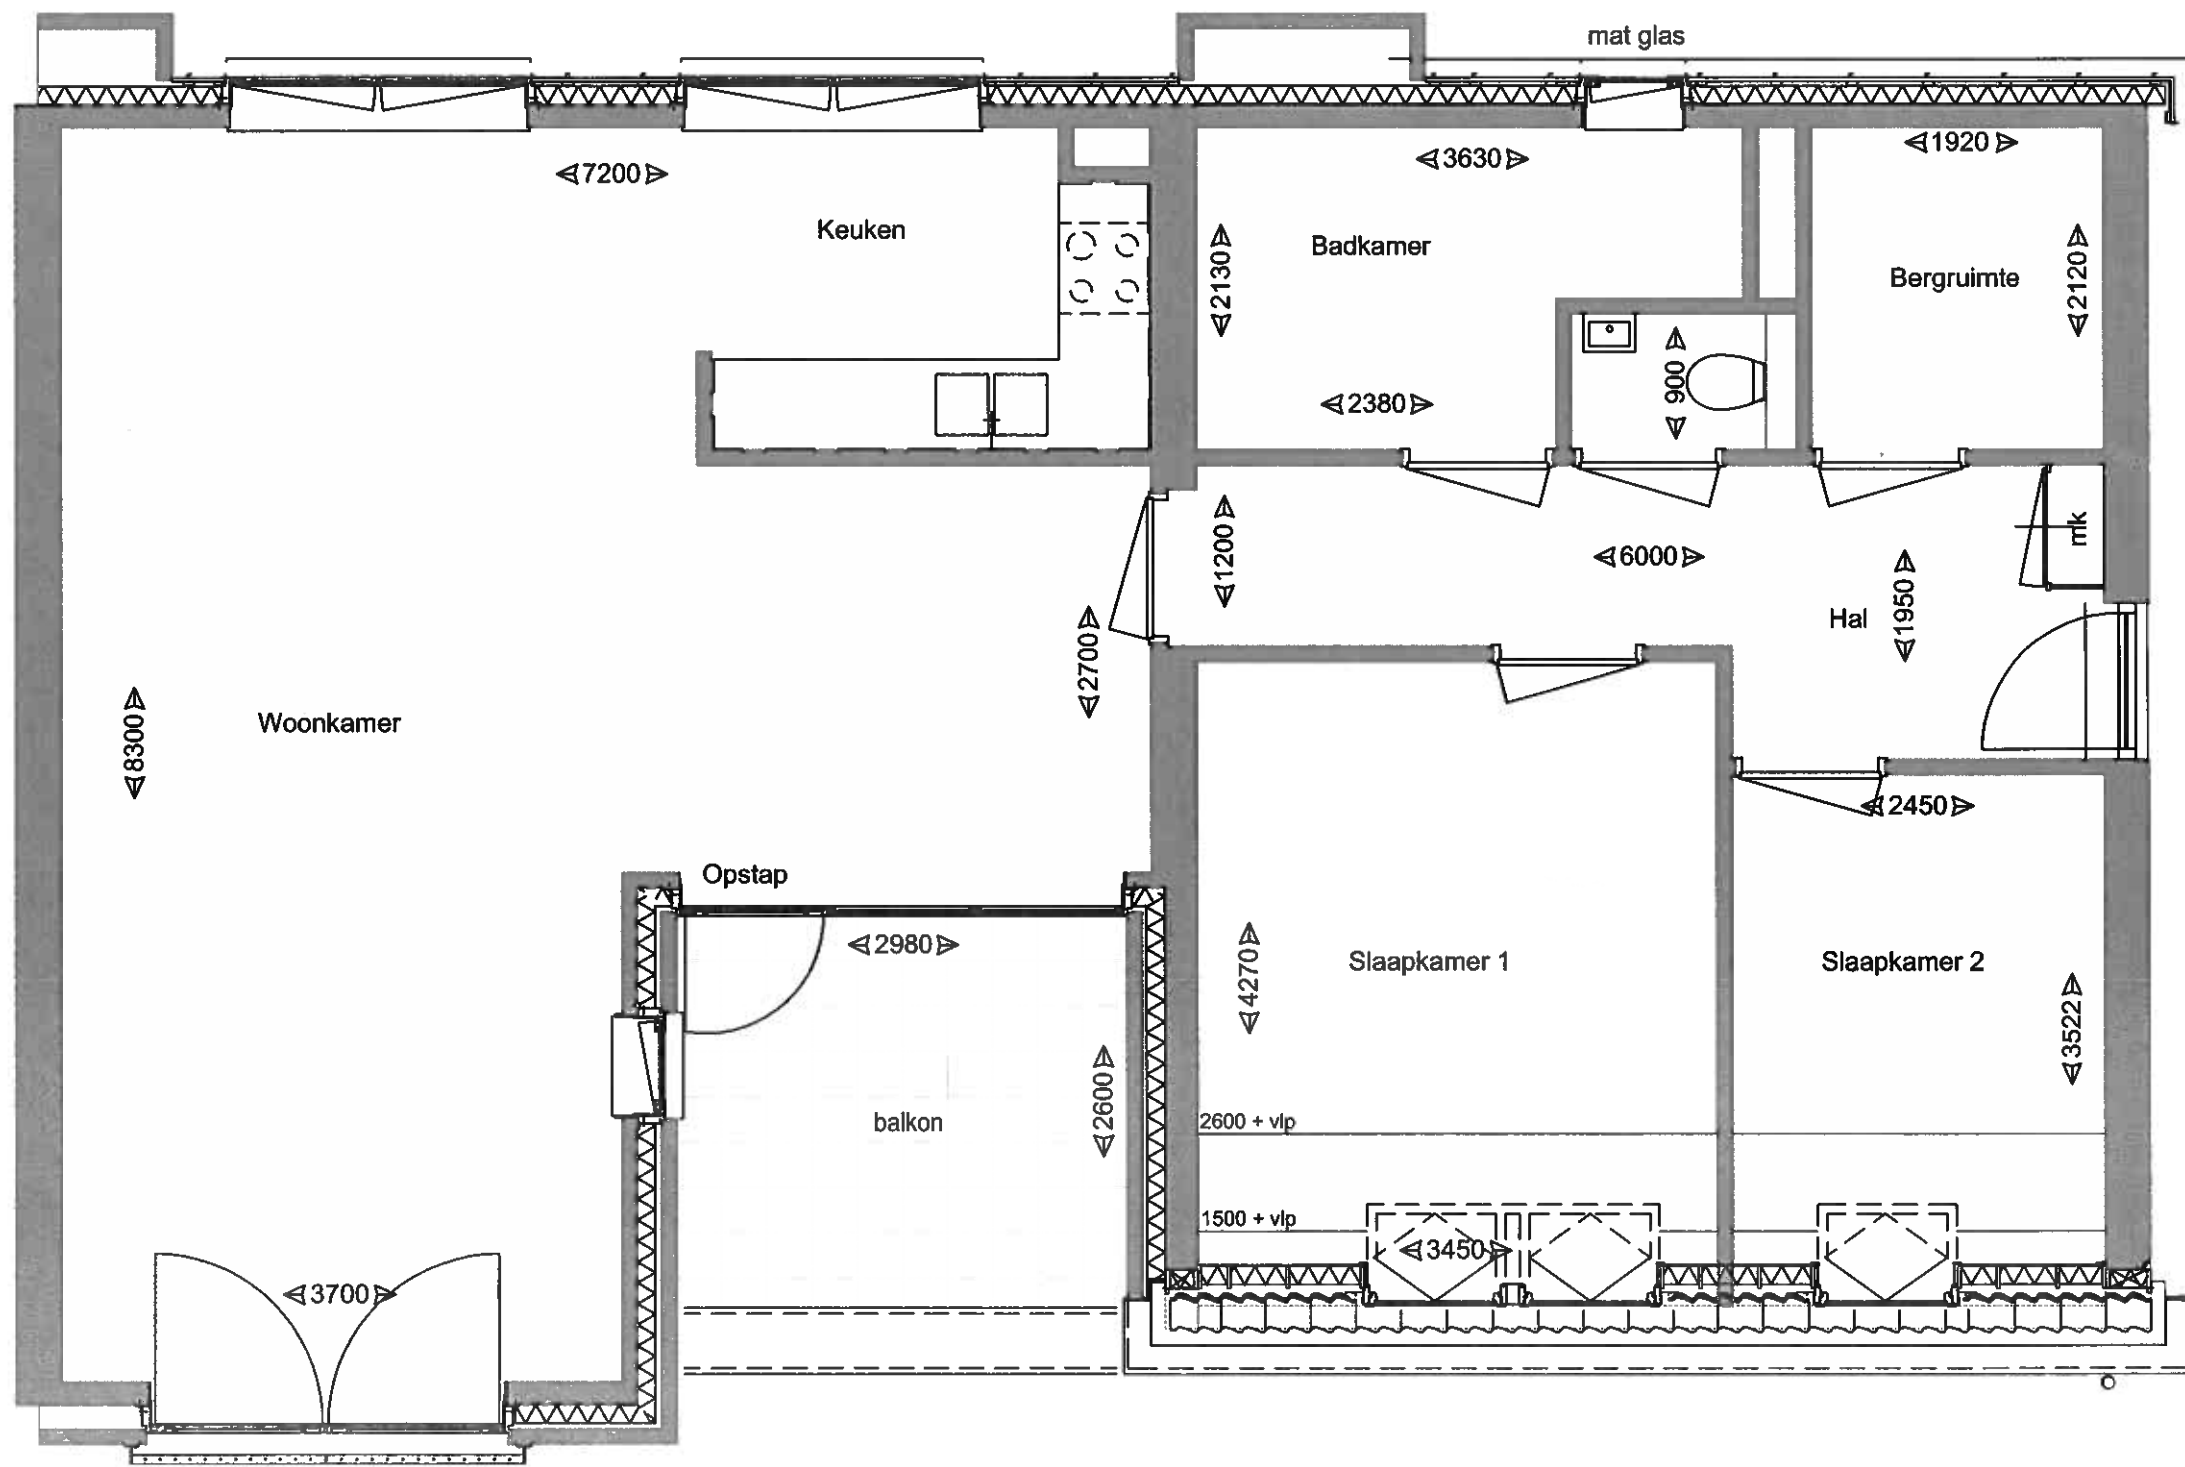 mat glas
7200
3630
1920
Keuken
Badkamer
2130
Bergruimte
2120
900
2380
1200
6000
mk
1950
Hal
2700
8300
Woonkamer
2450
Opstap
2980
4270
Slaapkamer 1
Slaapkamer 2
3522
2600
balkon
2600 + vlp
1500 + vlp
3450
3700